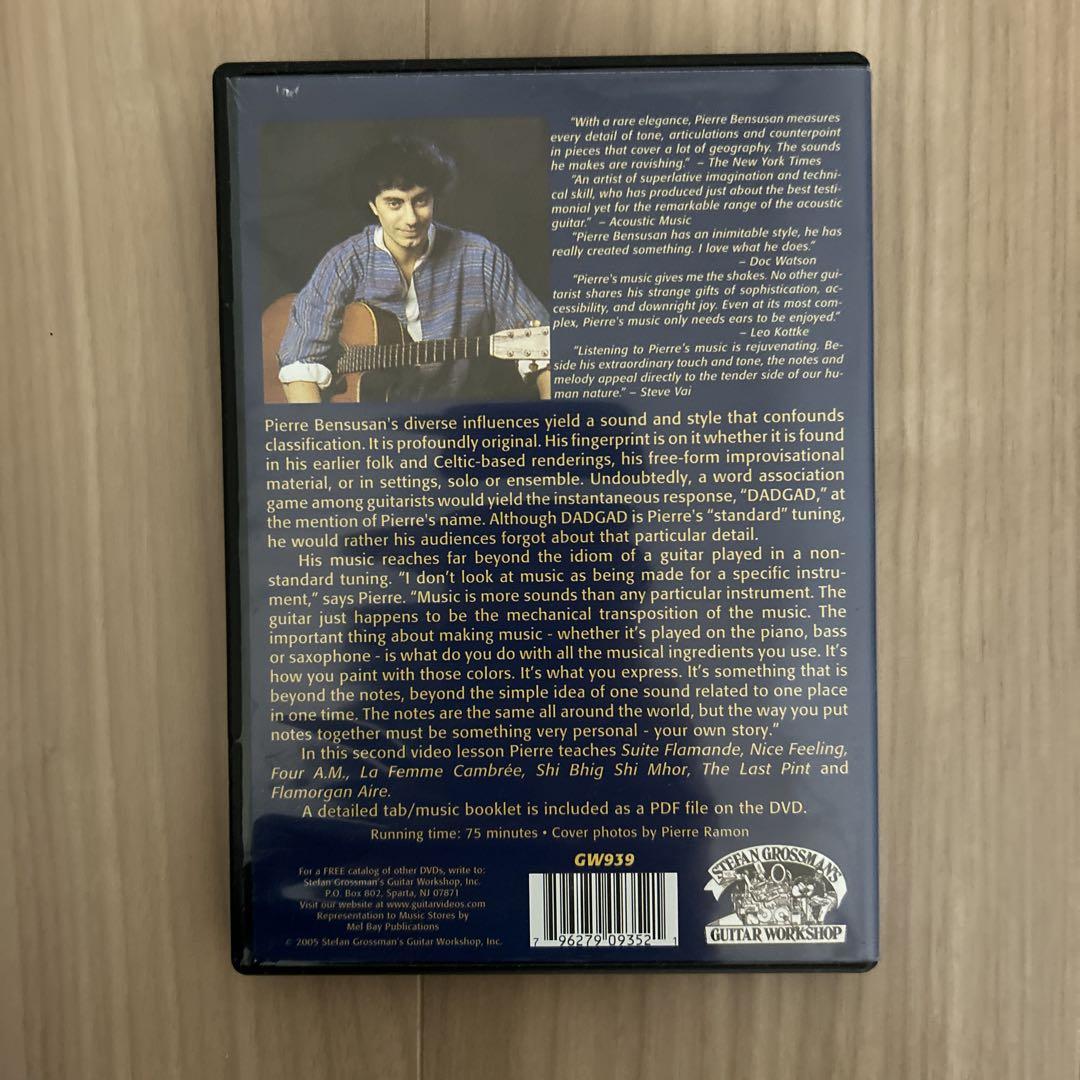 "With a rare elegance, Pierre Bensusan measures
every detail of tone, articulations and counterpoint
in pieces that cover a lot of geography. The sounds
he makes are ravishing." – The New York Times
"An artist of superlative imagination and techni-
cal skill, who has produced just about the best testi-
monial yet for the remarkable range of the acoustic
guitar." – Acoustic Music
"Pierre Bensusan has an inimitable style, he has
really created something. I love what he does."
– Doc Watson
"Pierre's music gives me the shakes. No other gui-
tarist shares his strange gifts of sophistication, ac-
cessibility, and downright joy. Even at its most com-
plex, Pierre's music only needs ears to be enjoyed."
– Leo Kottke
"Listening to Pierre's music is rejuvenating. Be-
side his extraordinary touch and tone, the notes and
melody appeal directly to the tender side of our hu-
man nature." – Steve Vai
Pierre Bensusan's diverse influences yield a sound and style that confounds
classification. It is profoundly original. His fingerprint is on it whether it is found
in his earlier folk and Celtic-based renderings, his free-form improvisational
material, or in settings, solo or ensemble. Undoubtedly, a word association
game among guitarists would yield the instantaneous response, "DADGAD," at
the mention of Pierre's name. Although DADGAD is Pierre's "standard" tuning,
he would rather his audiences forgot about that particular detail.
His music reaches far beyond the idiom of a guitar played in a non-
standard tuning. "I don't look at music as being made for a specific instru-
ment," says Pierre. "Music is more sounds than any particular instrument. The
guitar just happens to be the mechanical transposition of the music. The
important thing about making music - whether it's played on the piano, bass
or saxophone - is what do you do with all the musical ingredients you use. It's
how you paint with those colors. It's what you express. It's something that is
beyond the notes, beyond the simple idea of one sound related to one place
in one time. The notes are the same all around the world, but the way you put
notes together must be something very personal - your own story."
In this second video lesson Pierre teaches Suite Flamande, Nice Feeling,
Four A.M., La Femme Cambrée, Shi Bhig Shi Mhor, The Last Pint and
Flamorgan Aire.
A detailed tab/music booklet is included as a PDF file on the DVD.
Running time: 75 minutes • Cover photos by Pierre Ramon
For a FREE catalog of other DVDs, write to:
Stefan Grossman's Guitar Workshop, Inc.
P.O. Box 802, Sparta, NJ 07871
Visit our website at www.guitarvideos.com
Representation to Music Stores by
Mel Bay Publications
© 2005 Stefan Grossman's Guitar Workshop, Inc.
GW939
7 96279 09352 1
STEFAN GROSSMAN'S
GUITAR WORKSHOP